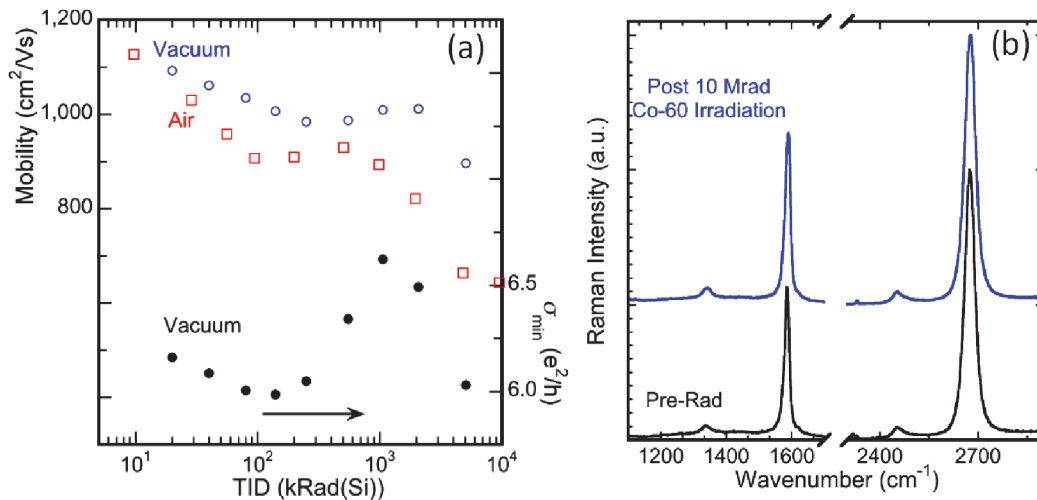 (a)
Mobility (cm²/Vs)
1,200
1,000
800
Vacuum
Air
Vacuum
6.5
6.0
σmin (e²/h)
10¹
10²
10³
10⁴
TID (kRad(Si))
(b)
Raman Intensity (a.u.)
Post 10 Mrad
Co-60 Irradiation
Pre-Rad
1200
1400
1600
2400
2700
Wavenumber (cm⁻¹)